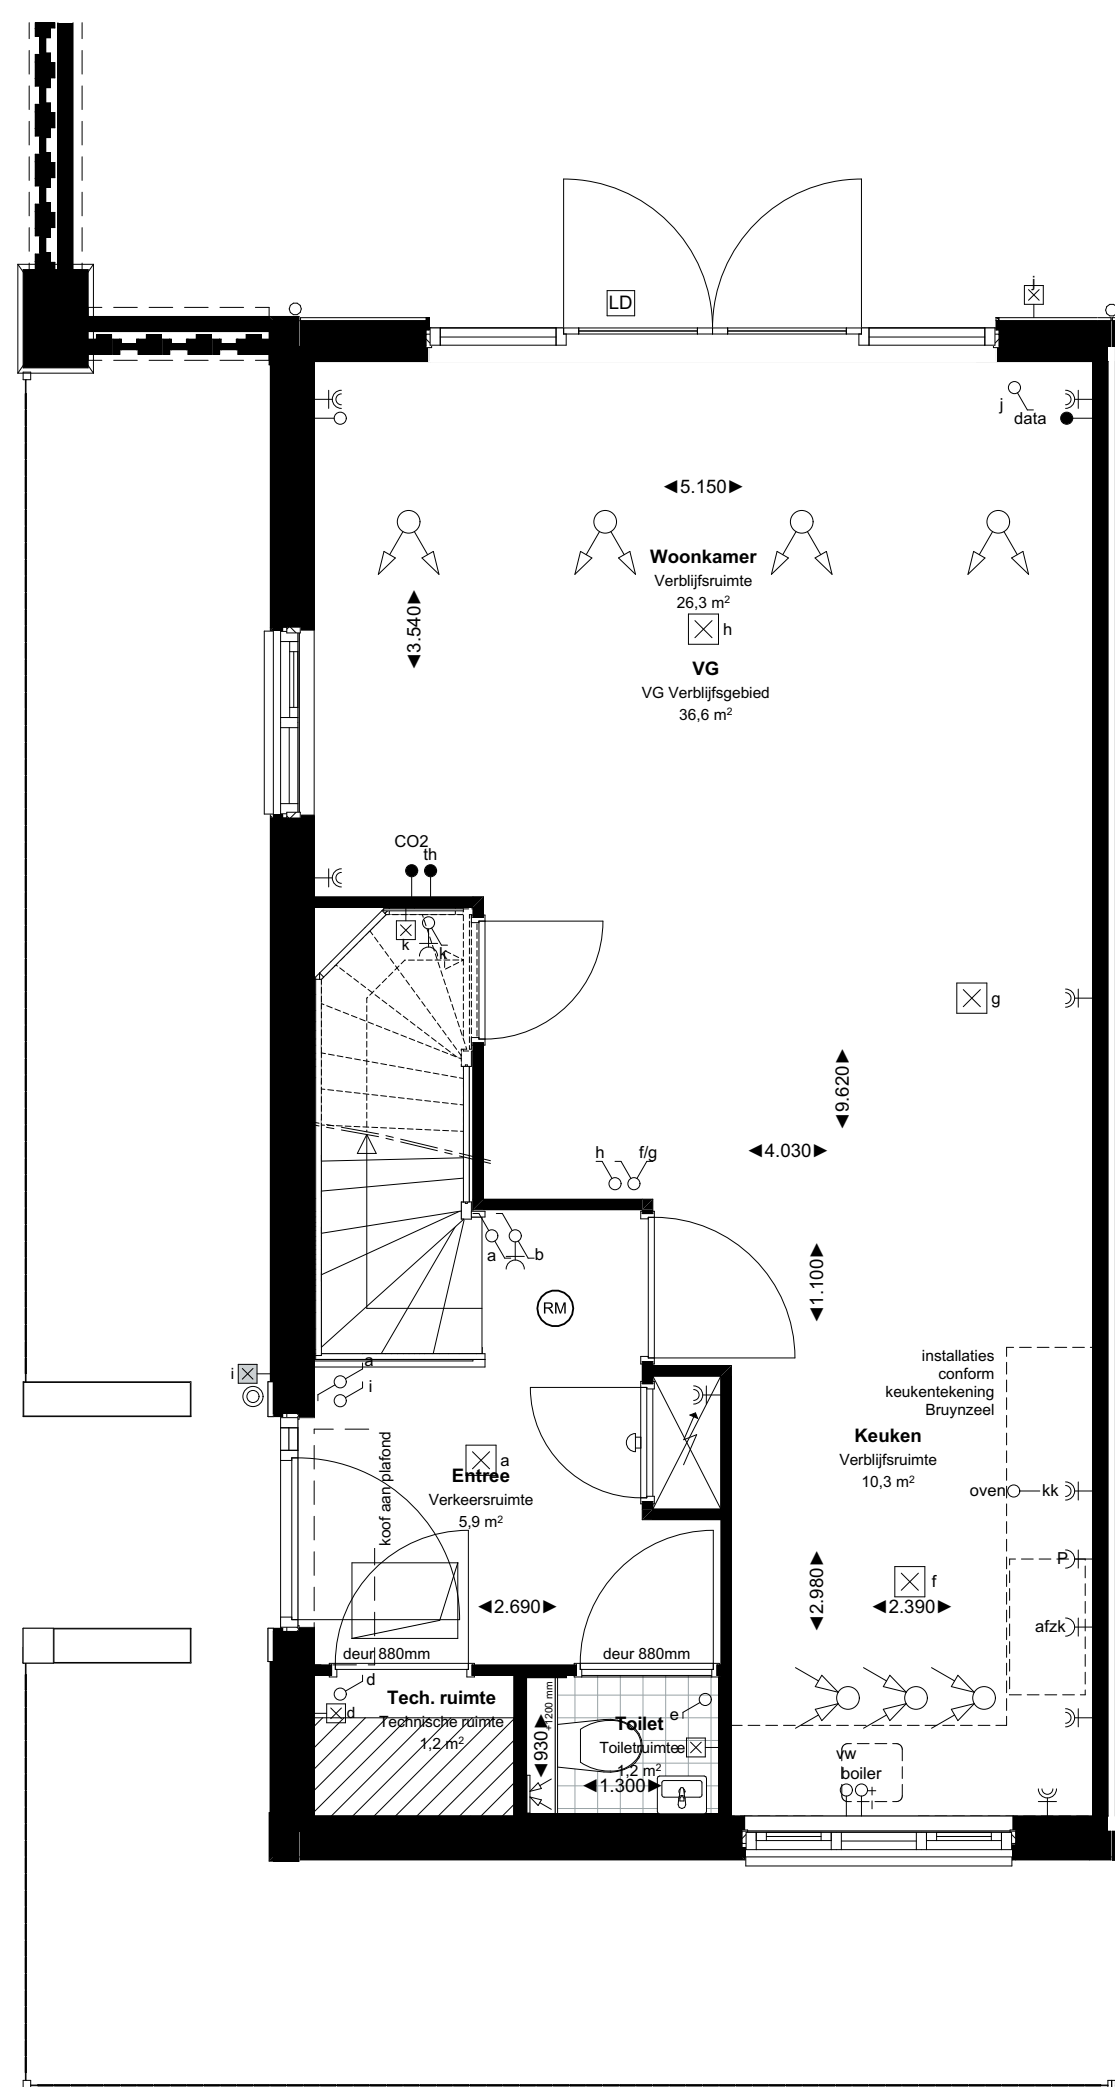 LD
j
j
data
5.150
Woonkamer
Verblijfsruimte
26,3 m²
3.540
h
VG
VG Verblijfsgebied
36,6 m²
CO2
th
k
k
g
9.620
4.030
h
f/g
a
b
1.100
RM
i
a
i
installaties
conform
keukentekening
Bruynzeel
Keuken
Verblijfsruimte
10,3 m²
koof aan plafond
a
Entree
Verkeersruimte
5,9 m²
oven
kk
P
f
2.980
2.390
2.690
afzk
deur 880mm
deur 880mm
d
d
Tech. ruimte
Technische ruimte
1,2 m²
+1200 mm
930
e
Toilet
Toiletruimte
e
1,2 m²
1.300
vw
boiler